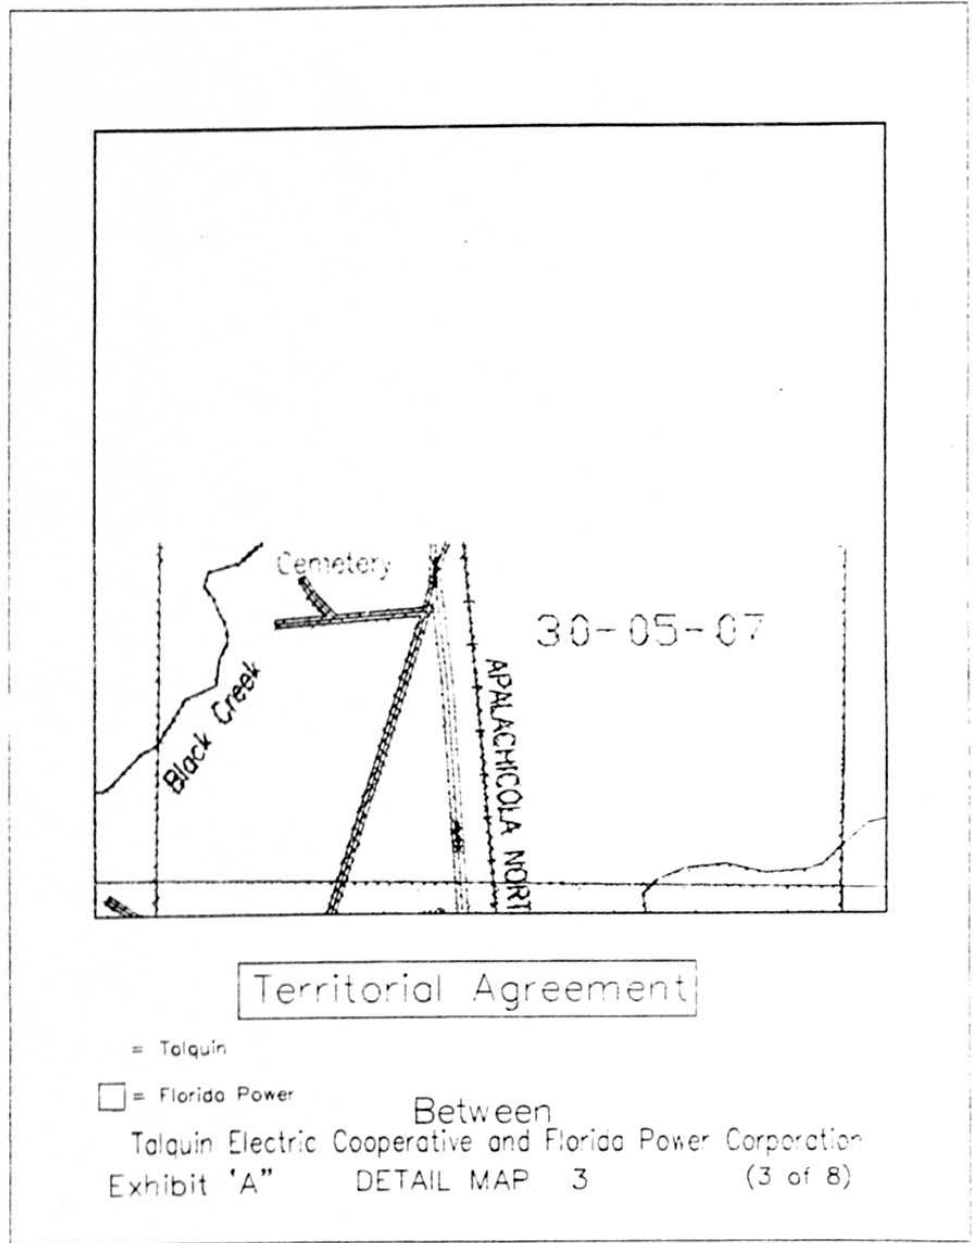 Cemetery
30-05-07
Black Creek
APALACHICOLA NORT
Territorial Agreement
= Talquin
= Florida Power
Between
Talquin Electric Cooperative and Florida Power Corporation
Exhibit 'A" DETAIL MAP 3 (3 of 8)